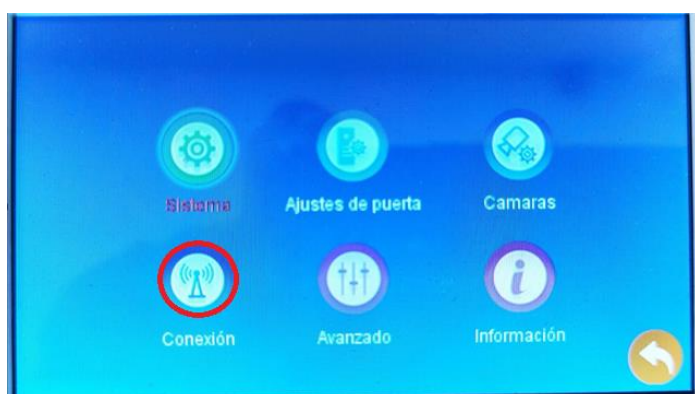 Sistema
Ajustes de puerta
Camaras
Conexión
Avanzado
Información